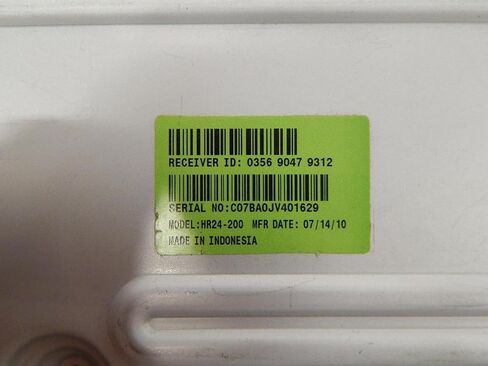 RECEIVER ID: 0356 9047 9312
SERIAL NO:C07BA0JV401629
MODEL:HR24-200 MFR DATE: 07/14/10
MADE IN INDONESIA